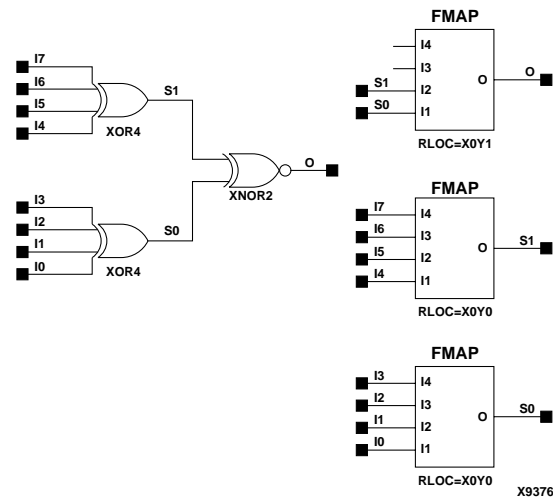 I7
I6
I5
I4
S1
XOR4
I3
I2
I1
I0
S0
XOR4
O
XNOR2
FMAP
I4
I3
S1
I2
S0
I1
O
O
RLOC=X0Y1
FMAP
I7
I4
I6
I3
I5
I2
I4
I1
O
S1
RLOC=X0Y0
FMAP
I3
I4
I2
I3
I1
I2
I0
I1
O
S0
RLOC=X0Y0
X9376